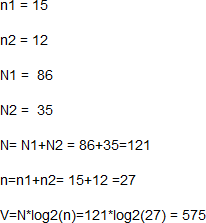 n1 = 15
n2 = 12
N1 =  86
N2 =  35
N= N1+N2 = 86+35=121
n=n1+n2= 15+12 =27
V=N*log2(n)=121*log2(27) = 575